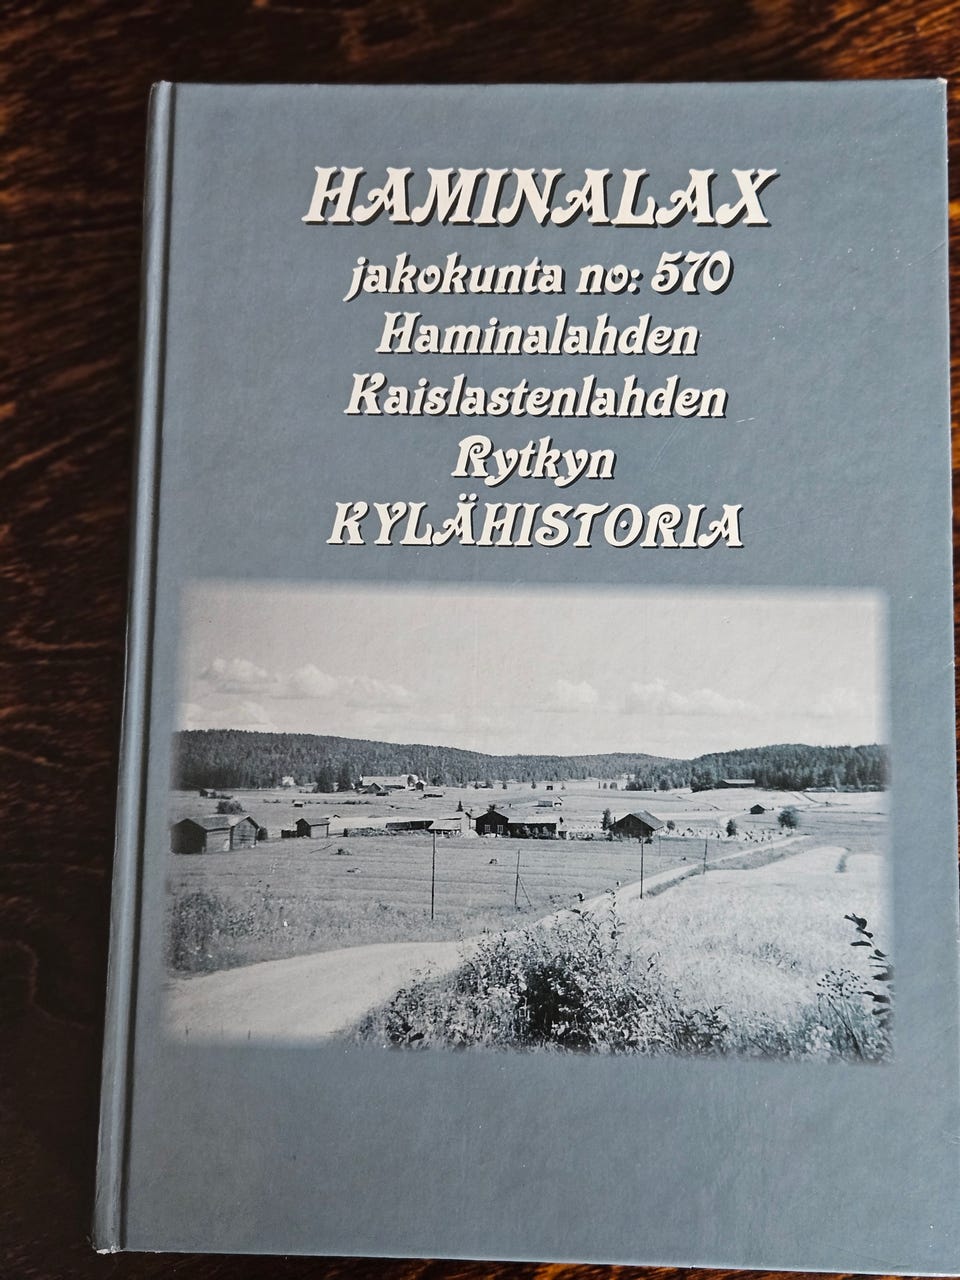 HAMINALAX
jakokunta no: 570
Haminalahden
Kaislastenlahden
Rytkyn
KYLÄHISTORIA